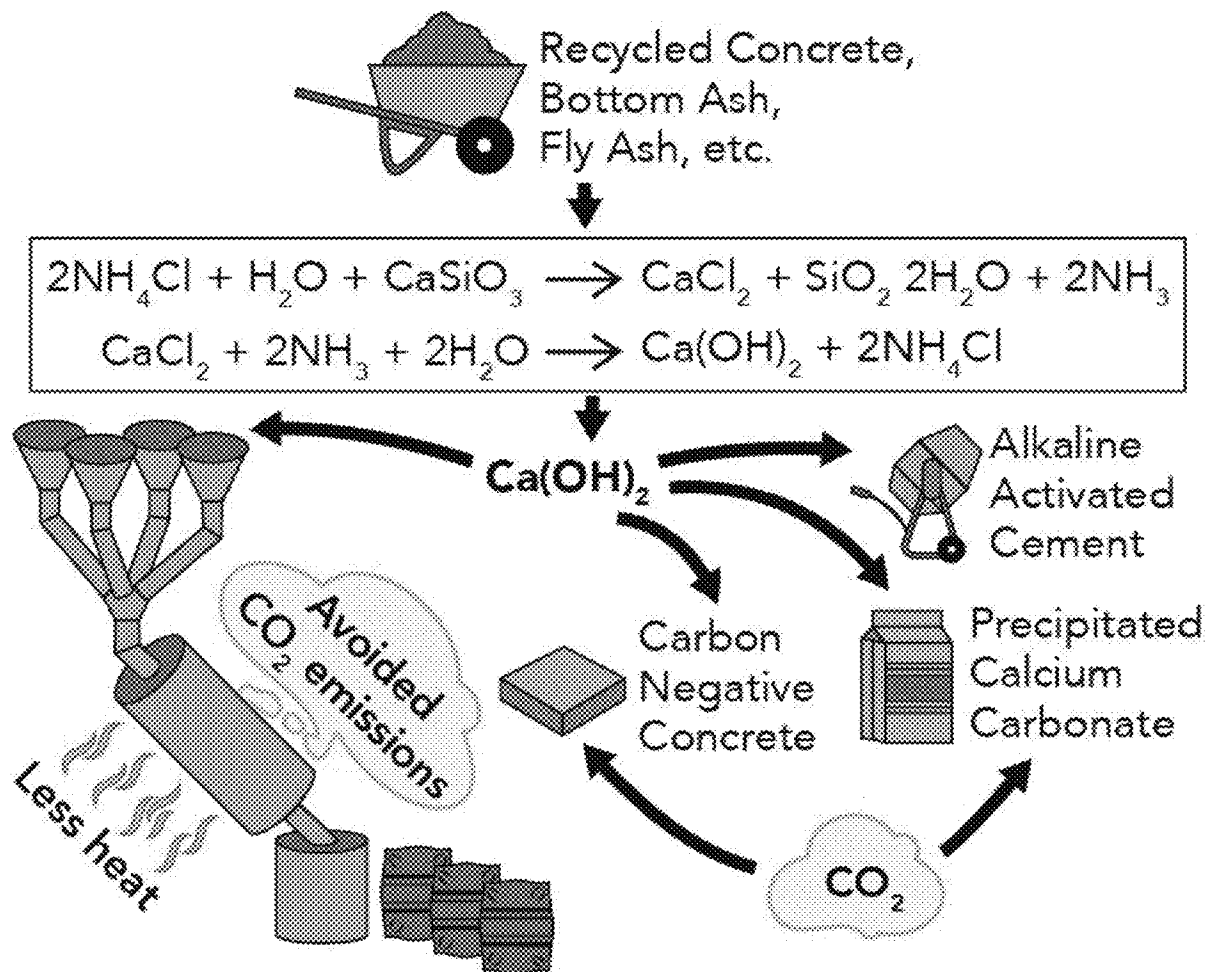 Recycled Concrete,
Bottom Ash,
Fly Ash, etc.
2NH₄Cl + H₂O + CaSiO₃ → CaCl₂ + SiO₂ 2H₂O + 2NH₃
CaCl₂ + 2NH₃ + 2H₂O → Ca(OH)₂ + 2NH₄Cl
Ca(OH)₂
Alkaline
Activated
Cement
Avoided
CO₂ emissions
Less heat
Carbon
Negative
Concrete
Precipitated
Calcium
Carbonate
CO₂